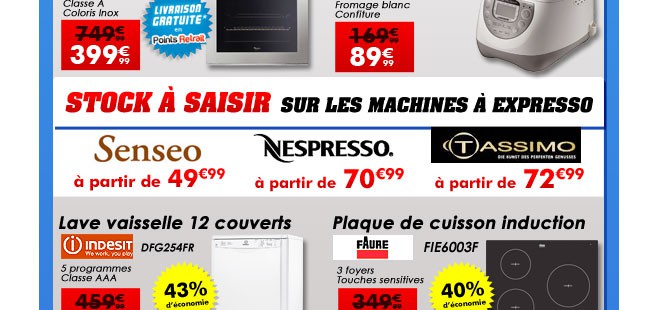 Classe A
Coloris Inox
LIVRAISON
GRATUITE*
en
Points Retrait
749€
399€99
Fromage blanc
Confiture
169€
89€99
STOCK À SAISIR SUR LES MACHINES À EXPRESSO
Senseo
à partir de 49€99
NESPRESSO.
à partir de 70€99
TASSIMO
DIE KUNST DES PERFEKTEN GENUSSES
à partir de 72€99
Lave vaisselle 12 couverts
INDESIT
We work, you play
DFG254FR
5 programmes
Classe AAA
459€
43%
d'économie
Plaque de cuisson induction
FAURE
FIE6003F
3 foyers
Touches sensitives
349€
40%
d'économie